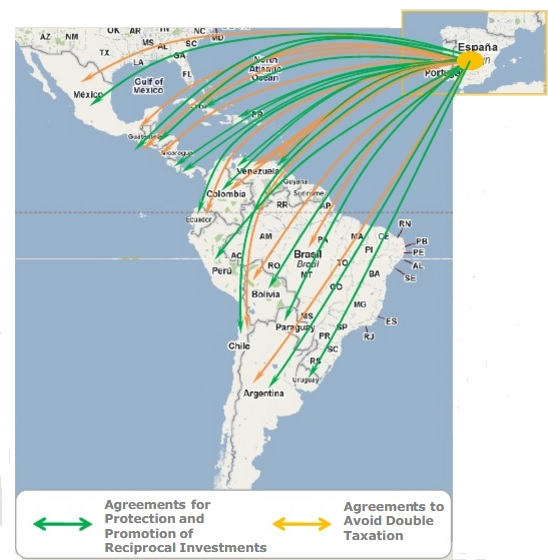 OK
AR
TN
NC
AZ
NM
MS
AL
SC
TX
GA
LA
FL
España
Gulf of
Mexico
North
Atlantic
Ocean
México
PR
Guatemala
Nicaragua
Venezuela
Guyana
Suriname
Colombia
RR
AP
Ecuador
AM
PA
MA
CE
RN
PB
PE
AL
SE
PI
Brasil
Brazil
TO
AC
Perú
RO
MT
BA
Bolivia
GO
MG
ES
MS
SP
RJ
Paraguay
PR
SC
Chile
RS
Uruguay
Argentina
Agreements for
Protection and
Promotion of
Reciprocal Investments
Agreements to
Avoid Double
Taxation